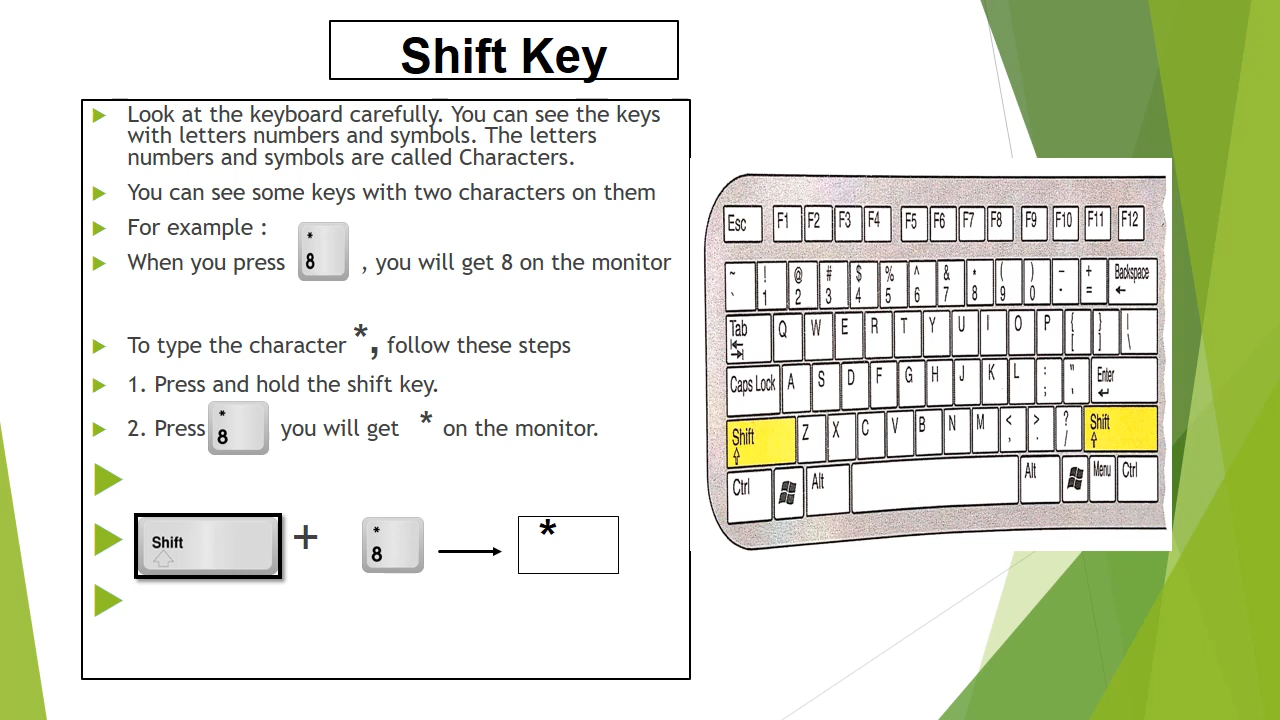 Shift Key
Look at the keyboard carefully. You can see the keys
with letters numbers and symbols. The letters
numbers and symbols are called Characters.
You can see some keys with two characters on them
For example :
When you press * 8 , you will get 8 on the monitor
To type the character *, follow these steps
1. Press and hold the shift key.
2. Press * 8 you will get * on the monitor.
Shift + * 8 *
Esc F1 F2 F3 F4 F5 F6 F7 F8 F9 F10 F11 F12
~ ! @ # $ % ^ & * ( ) – + Backspace
` 1 2 3 4 5 6 7 8 9 0 - =
Tab Q W E R T Y U I O P { } |
[ ] \
Caps Lock A S D F G H J K L : " Enter
; '
Shift Z X C V B N M < > ? Shift
, . /
Ctrl Alt Alt Menu Ctrl